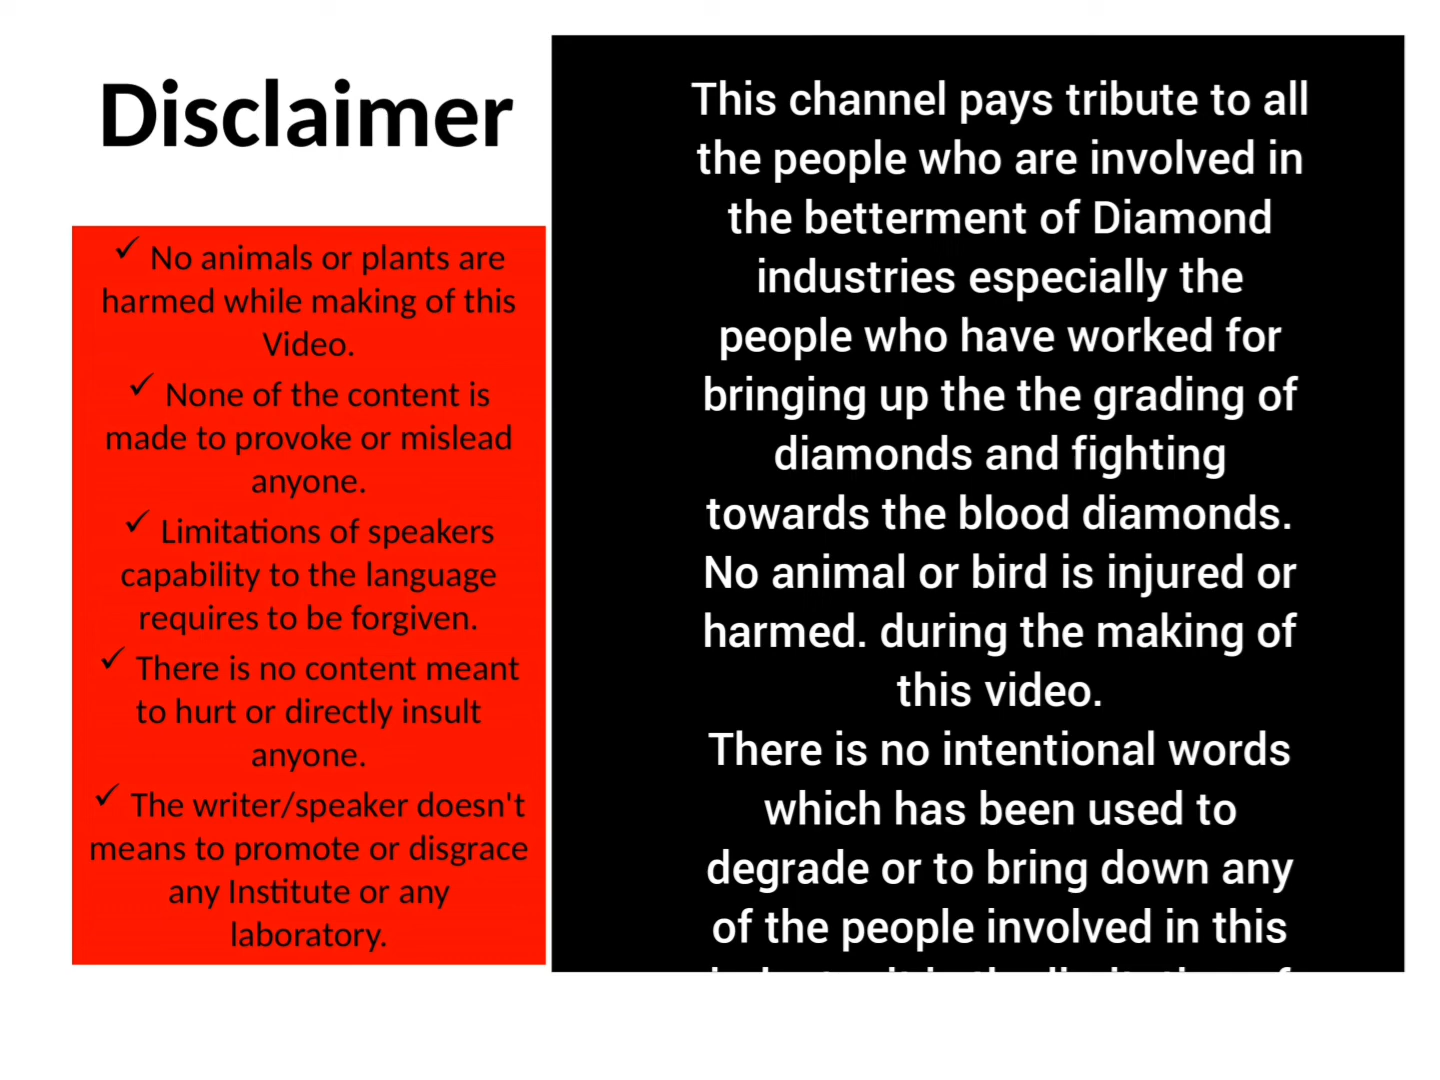 Disclaimer
✓ No animals or plants are
harmed while making of this
Video.
✓ None of the content is
made to provoke or mislead
anyone.
✓ Limitations of speakers
capability to the language
requires to be forgiven.
✓ There is no content meant
to hurt or directly insult
anyone.
✓ The writer/speaker doesn't
means to promote or disgrace
any Institute or any
laboratory.
This channel pays tribute to all
the people who are involved in
the betterment of Diamond
industries especially the
people who have worked for
bringing up the the grading of
diamonds and fighting
towards the blood diamonds.
No animal or bird is injured or
harmed. during the making of
this video.
There is no intentional words
which has been used to
degrade or to bring down any
of the people involved in this